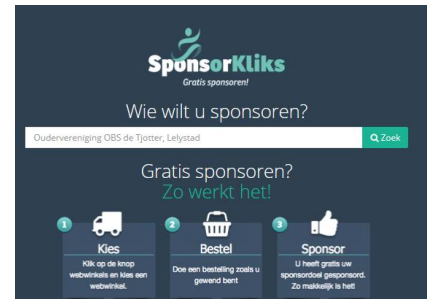 SponsorKliks
Gratis sponsoren!
Wie wilt u sponsoren?
Oudervereniging OBS de Tjotter, Lelystad
Zoek
Gratis sponsoren?
Zo werkt het!
1
Kies
Klik op de knop
webwinkels en kies een
webwinkel.
2
Bestel
Doe een bestelling zoals u
gewend bent
3
Sponsor
U heeft gratis uw
sponsordoel gesponsord.
Zo makkelijk is het!